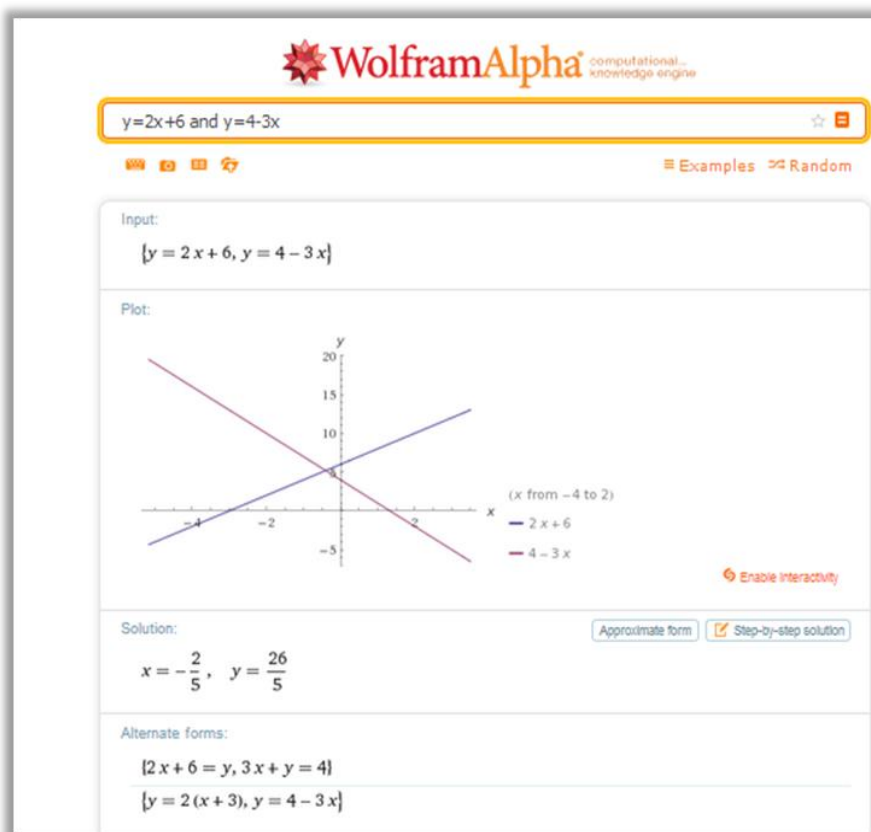 WolframAlpha computational... knowledge engine
y=2x+6 and y=4-3x
Examples Random
Input:
{y = 2 x + 6, y = 4 – 3 x}
Plot:
y
20
15
10
5
(x from −4 to 2)
x
−4 −2 2
2 x + 6
−5
4 – 3 x
Enable interactivity
Solution:
Approximate form Step-by-step solution
x = −2/5, y = 26/5
Alternate forms:
{2 x + 6 = y, 3 x + y = 4}
{y = 2 (x + 3), y = 4 – 3 x}